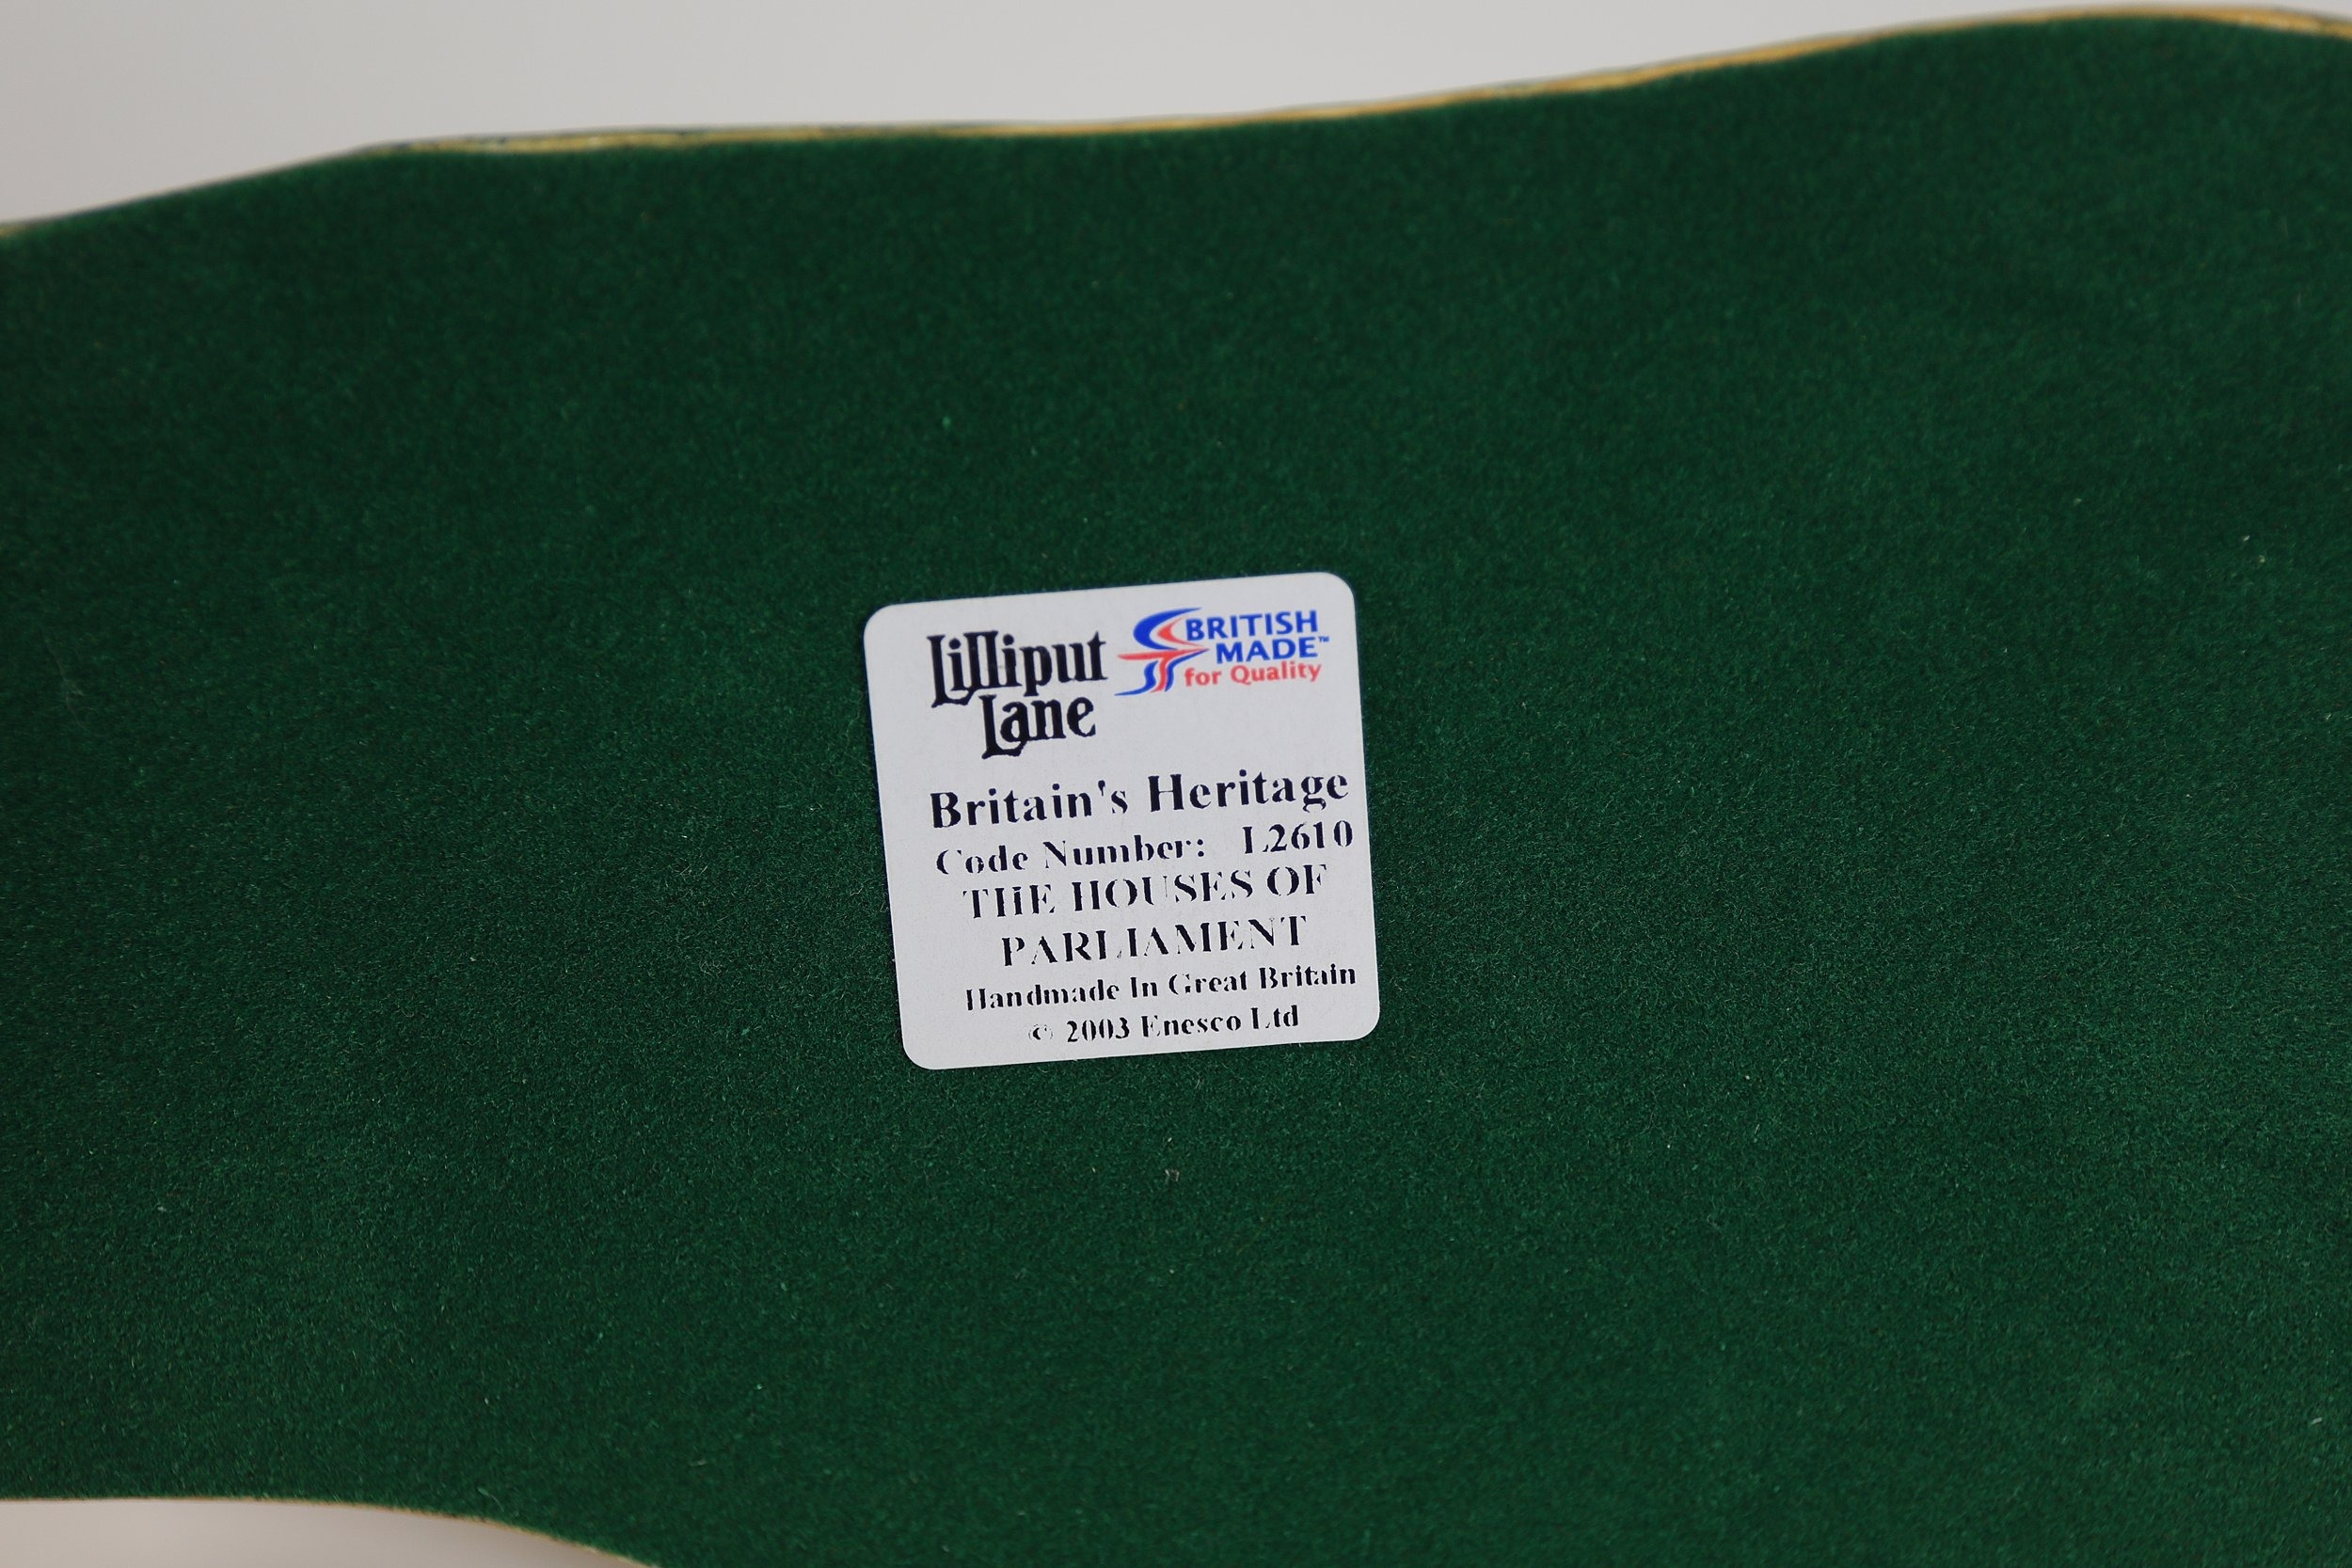 Lilliput
Lane
BRITISH
MADE™
for Quality
Britain's Heritage
Code Number: L2610
THE HOUSES OF
PARLIAMENT
Handmade In Great Britain
© 2003 Enesco Ltd